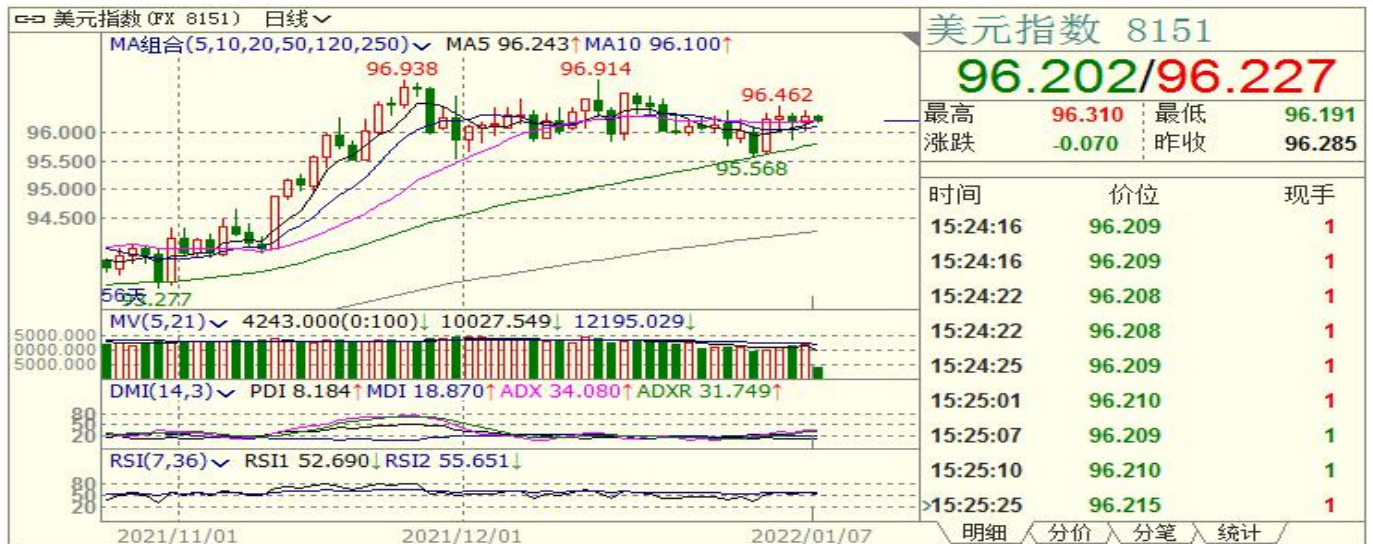 美元指数(FX 8151) 日线
MA组合(5,10,20,50,120,250) MA5 96.243↑MA10 96.100↑
96.938
96.914
96.462
96.000
95.500
95.568
95.000
94.500
56天
93.277
MV(5,21) 4243.000(0:100)↓ 10027.549↓ 12195.029↓
5000.000
0000.000
5000.000
DMI(14,3) PDI 8.184↑MDI 18.870↑ADX 34.080↑ADXR 31.749↑
80
50
20
RSI(7,36) RSI1 52.690↓RSI2 55.651↓
80
50
20
2021/11/01 2021/12/01 2022/01/07
美元指数 8151
96.202/96.227
最高 96.310 最低 96.191
涨跌 -0.070 昨收 96.285
时间 价位 现手
15:24:16 96.209 1
15:24:16 96.209 1
15:24:22 96.208 1
15:24:22 96.208 1
15:24:25 96.209 1
15:25:01 96.210 1
15:25:07 96.209 1
15:25:10 96.210 1
>15:25:25 96.215 1
明细 分价 分笔 统计